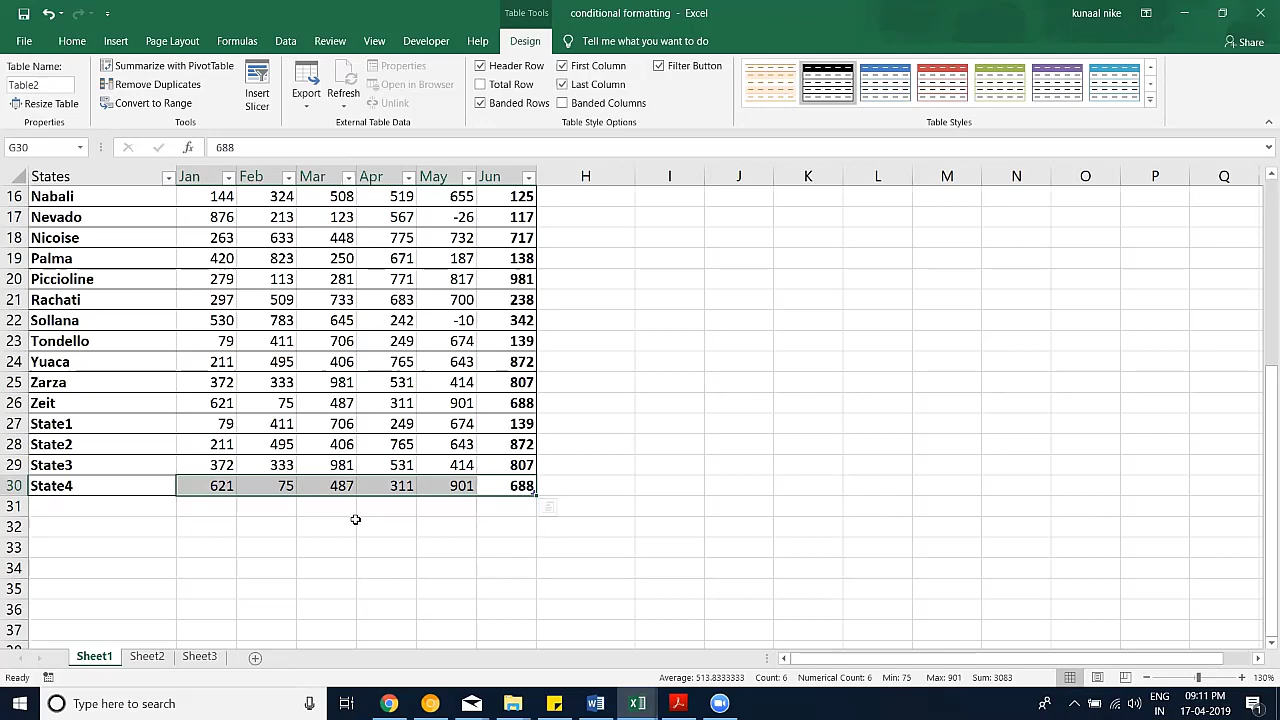 Table Tools
conditional formatting - Excel
kunaal nike
File Home Insert Page Layout Formulas Data Review View Developer Help Design Tell me what you want to do Share
Table Name:
Table2
Resize Table
Properties
Summarize with PivotTable
Remove Duplicates
Convert to Range
Tools
Insert Slicer
Export
Refresh
Properties
Open in Browser
Unlink
External Table Data
Header Row
Total Row
Banded Rows
First Column
Last Column
Banded Columns
Filter Button
Table Style Options
Table Styles
G30 fx 688
States Jan Feb Mar Apr May Jun H I J K L M N O P Q
16 Nabali 144 324 508 519 655 125
17 Nevado 876 213 123 567 -26 117
18 Nicoise 263 633 448 775 732 717
19 Palma 420 823 250 671 187 138
20 Piccioline 279 113 281 771 817 981
21 Rachati 297 509 733 683 700 238
22 Sollana 530 783 645 242 -10 342
23 Tondello 79 411 706 249 674 139
24 Yuaca 211 495 406 765 643 872
25 Zarza 372 333 981 531 414 807
26 Zeit 621 75 487 311 901 688
27 State1 79 411 706 249 674 139
28 State2 211 495 406 765 643 872
29 State3 372 333 981 531 414 807
30 State4 621 75 487 311 901 688
31
32
33
34
35
36
37
Sheet1 Sheet2 Sheet3
Ready Average: 513.8333333 Count: 6 Numerical Count: 6 Min: 75 Max: 901 Sum: 3083 130%
Type here to search
ENG 09:11 PM
IN 17-04-2019